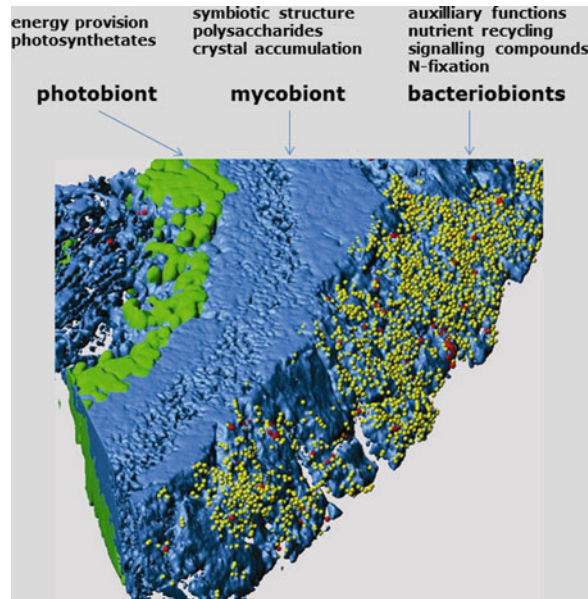 energy provision
photosynthetates
symbiotic structure
polysaccharides
crystal accumulation
auxilliary functions
nutrient recycling
signalling compounds
N-fixation
photobiont
mycobiont
bacteriobionts